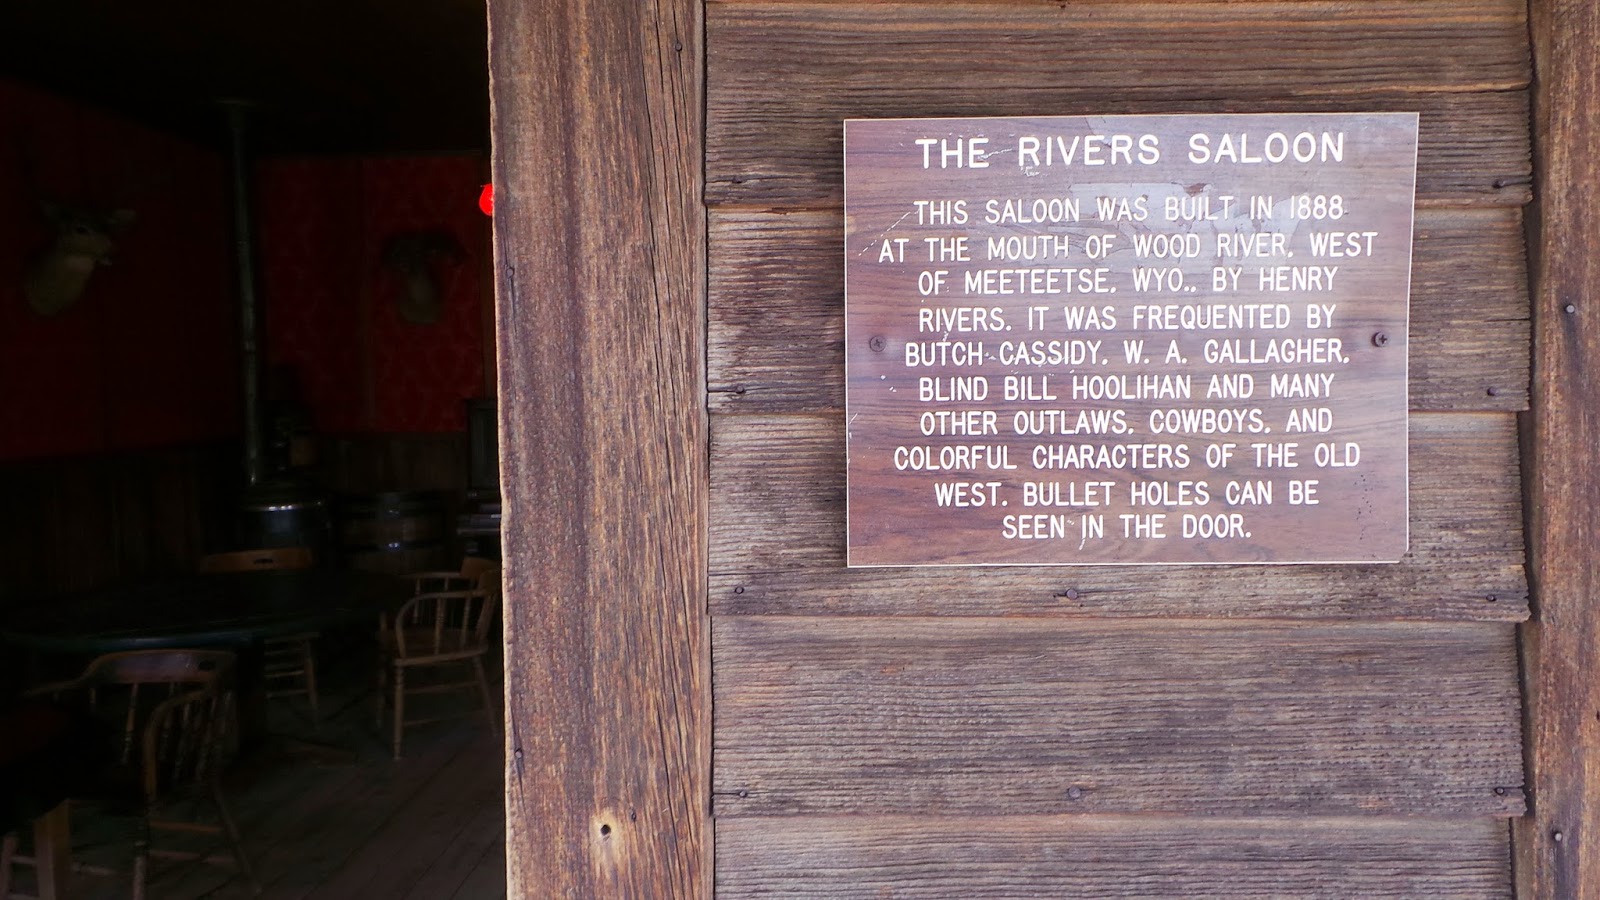 THE RIVERS SALOON
THIS SALOON WAS BUILT IN 1888
AT THE MOUTH OF WOOD RIVER, WEST
OF MEETEETSE, WYO., BY HENRY
RIVERS. IT WAS FREQUENTED BY
BUTCH CASSIDY, W. A. GALLAGHER,
BLIND BILL HOOLIHAN AND MANY
OTHER OUTLAWS, COWBOYS, AND
COLORFUL CHARACTERS OF THE OLD
WEST. BULLET HOLES CAN BE
SEEN IN THE DOOR.